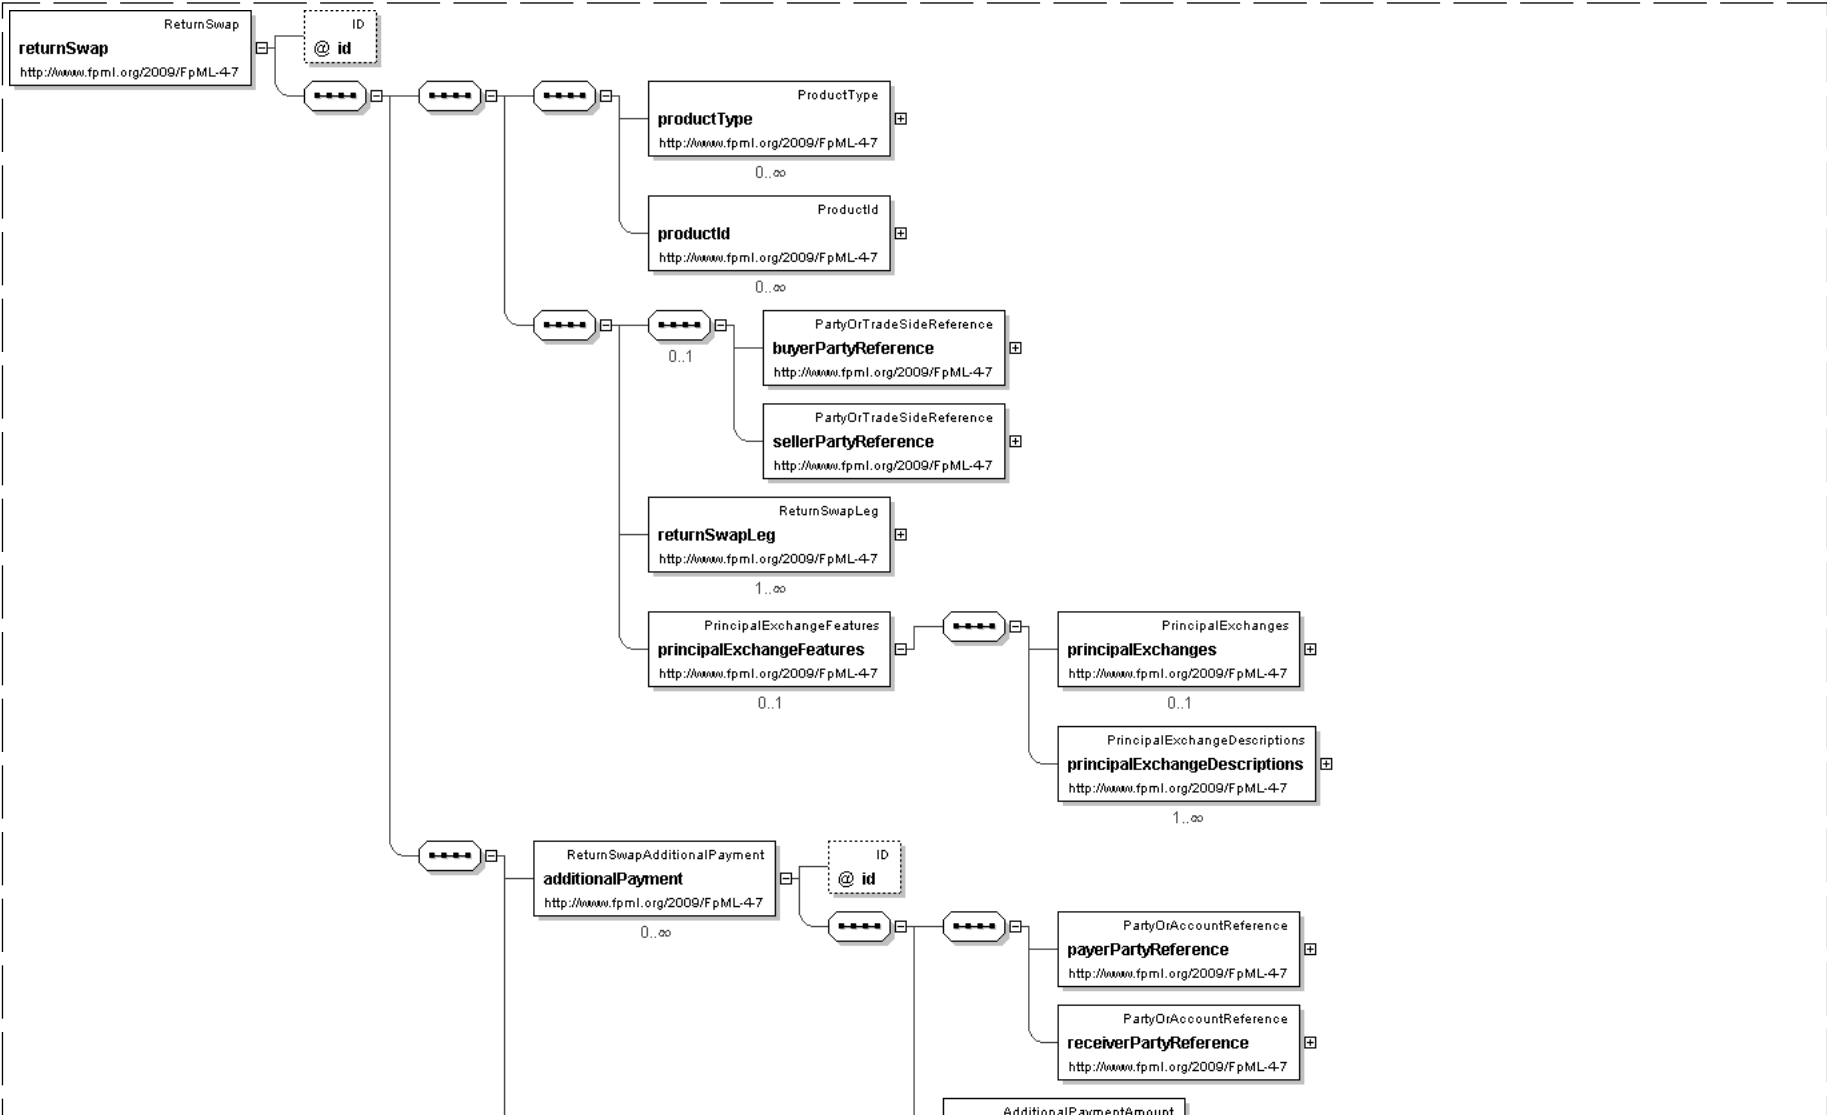 ReturnSwap
returnSwap
http://www.fpml.org/2009/FpML-4-7
ID
@ id
ProductType
productType
http://www.fpml.org/2009/FpML-4-7
0..∞
ProductId
productId
http://www.fpml.org/2009/FpML-4-7
0..∞
0..1
PartyOrTradeSideReference
buyerPartyReference
http://www.fpml.org/2009/FpML-4-7
PartyOrTradeSideReference
sellerPartyReference
http://www.fpml.org/2009/FpML-4-7
ReturnSwapLeg
returnSwapLeg
http://www.fpml.org/2009/FpML-4-7
1..∞
PrincipalExchangeFeatures
principalExchangeFeatures
http://www.fpml.org/2009/FpML-4-7
0..1
PrincipalExchanges
principalExchanges
http://www.fpml.org/2009/FpML-4-7
0..1
PrincipalExchangeDescriptions
principalExchangeDescriptions
http://www.fpml.org/2009/FpML-4-7
1..∞
ReturnSwapAdditionalPayment
additionalPayment
http://www.fpml.org/2009/FpML-4-7
0..∞
ID
@ id
PartyOrAccountReference
payerPartyReference
http://www.fpml.org/2009/FpML-4-7
PartyOrAccountReference
receiverPartyReference
http://www.fpml.org/2009/FpML-4-7
AdditionalPaymentAmount